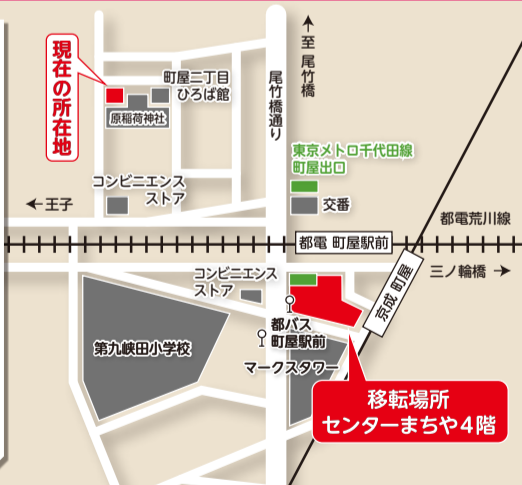 現在の所在地
町屋二丁目
ひろば館
原稲荷神社
↑至 尾竹橋
尾竹橋通り
東京メトロ千代田線
町屋出口
交番
コンビニエンス
ストア
←王子
都電荒川線
都電 町屋駅前
三ノ輪橋→
京成 町屋
コンビニエンス
ストア
都バス
町屋駅前
第九峡田小学校
マークスタワー
移転場所
センターまちや4階